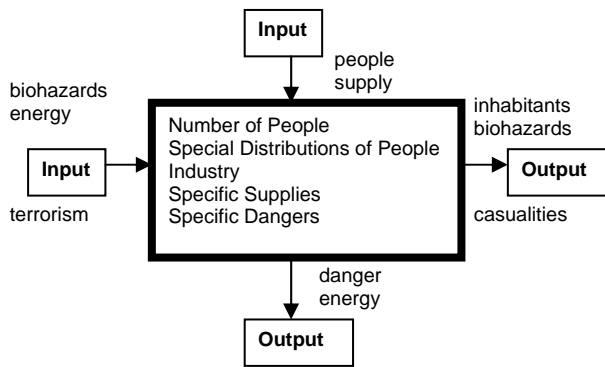 Input
people
supply
biohazards
energy
Input
terrorism
Number of People
Special Distributions of People
Industry
Specific Supplies
Specific Dangers
inhabitants
biohazards
Output
casualities
danger
energy
Output